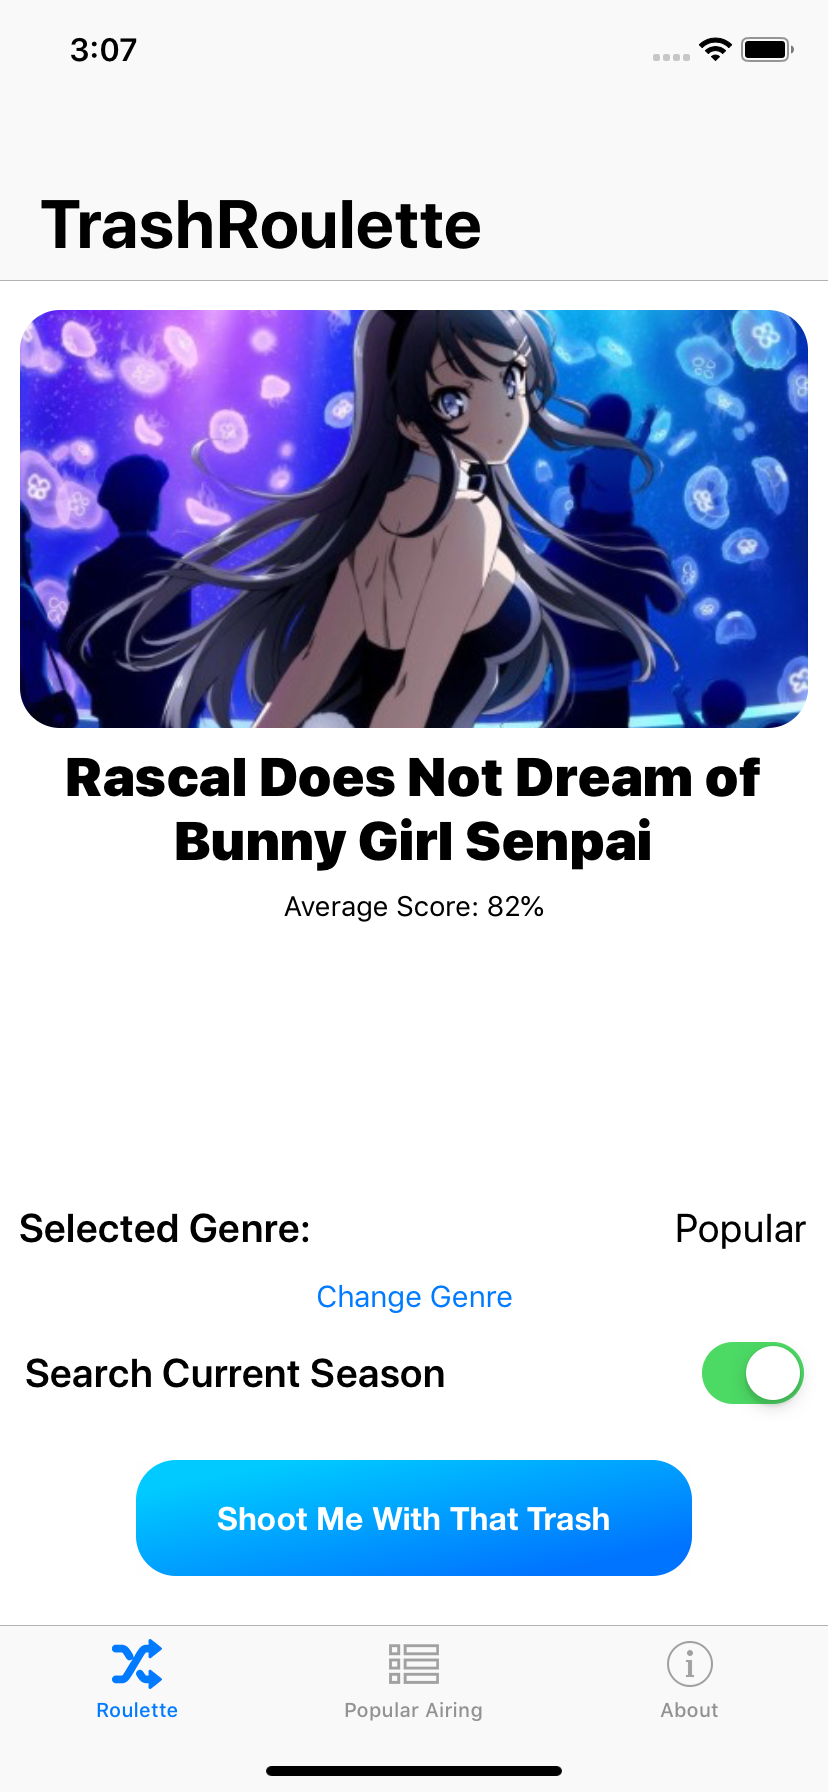 3:07
TrashRoulette
Rascal Does Not Dream of
Bunny Girl Senpai
Average Score: 82%
Selected Genre: Popular
Change Genre
Search Current Season
Shoot Me With That Trash
Roulette Popular Airing About